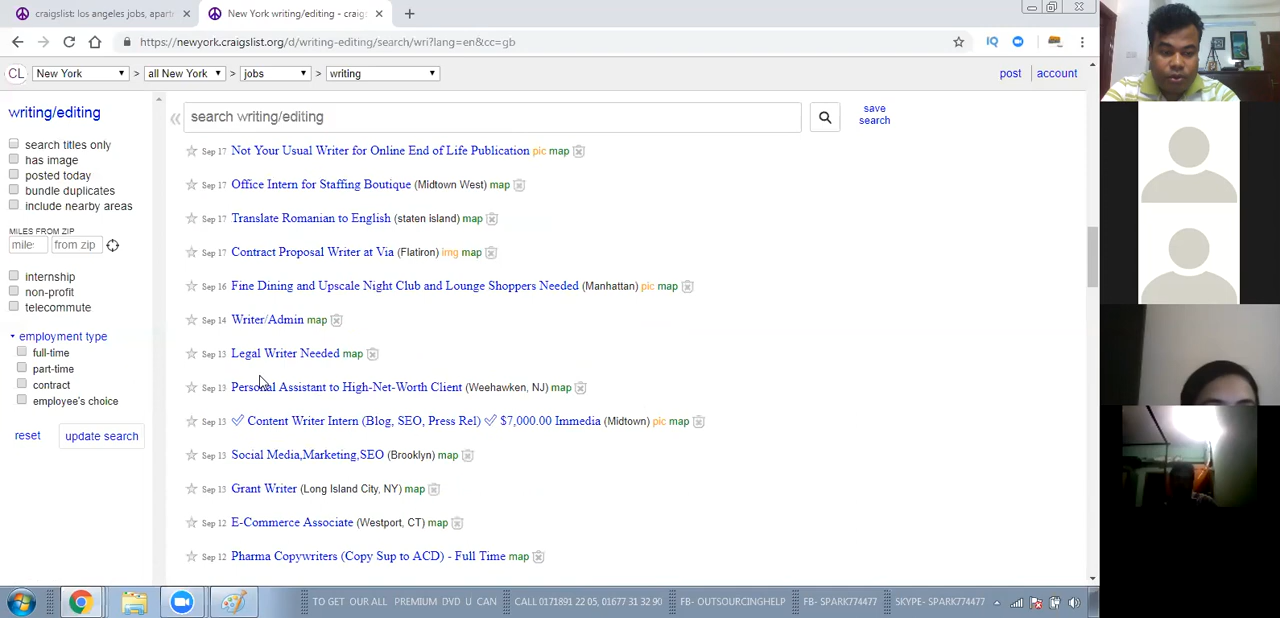 craigslist: los angeles jobs, apart
New York writing/editing - craig
https://newyork.craigslist.org/d/writing-editing/search/wri?lang=en&cc=gb
CL New York > all New York > jobs > writing post account
writing/editing
search writing/editing
save search
search titles only
has image
posted today
bundle duplicates
include nearby areas
MILES FROM ZIP
mile: from zip
internship
non-profit
telecommute
employment type
full-time
part-time
contract
employee's choice
reset update search
Sep 17 Not Your Usual Writer for Online End of Life Publication pic map
Sep 17 Office Intern for Staffing Boutique (Midtown West) map
Sep 17 Translate Romanian to English (staten island) map
Sep 17 Contract Proposal Writer at Via (Flatiron) img map
Sep 16 Fine Dining and Upscale Night Club and Lounge Shoppers Needed (Manhattan) pic map
Sep 14 Writer/Admin map
Sep 13 Legal Writer Needed map
Sep 13 Personal Assistant to High-Net-Worth Client (Weehawken, NJ) map
Sep 13 ✅ Content Writer Intern (Blog, SEO, Press Rel) ✅ $7,000.00 Immedia (Midtown) pic map
Sep 13 Social Media,Marketing,SEO (Brooklyn) map
Sep 13 Grant Writer (Long Island City, NY) map
Sep 12 E-Commerce Associate (Westport, CT) map
Sep 12 Pharma Copywriters (Copy Sup to ACD) - Full Time map
TO GET OUR ALL PREMIUM DVD U CAN CALL 0171891 22 05, 01677 31 32 90 FB- OUTSOURCINGHELP FB- SPARK774477 SKYPE- SPARK774477